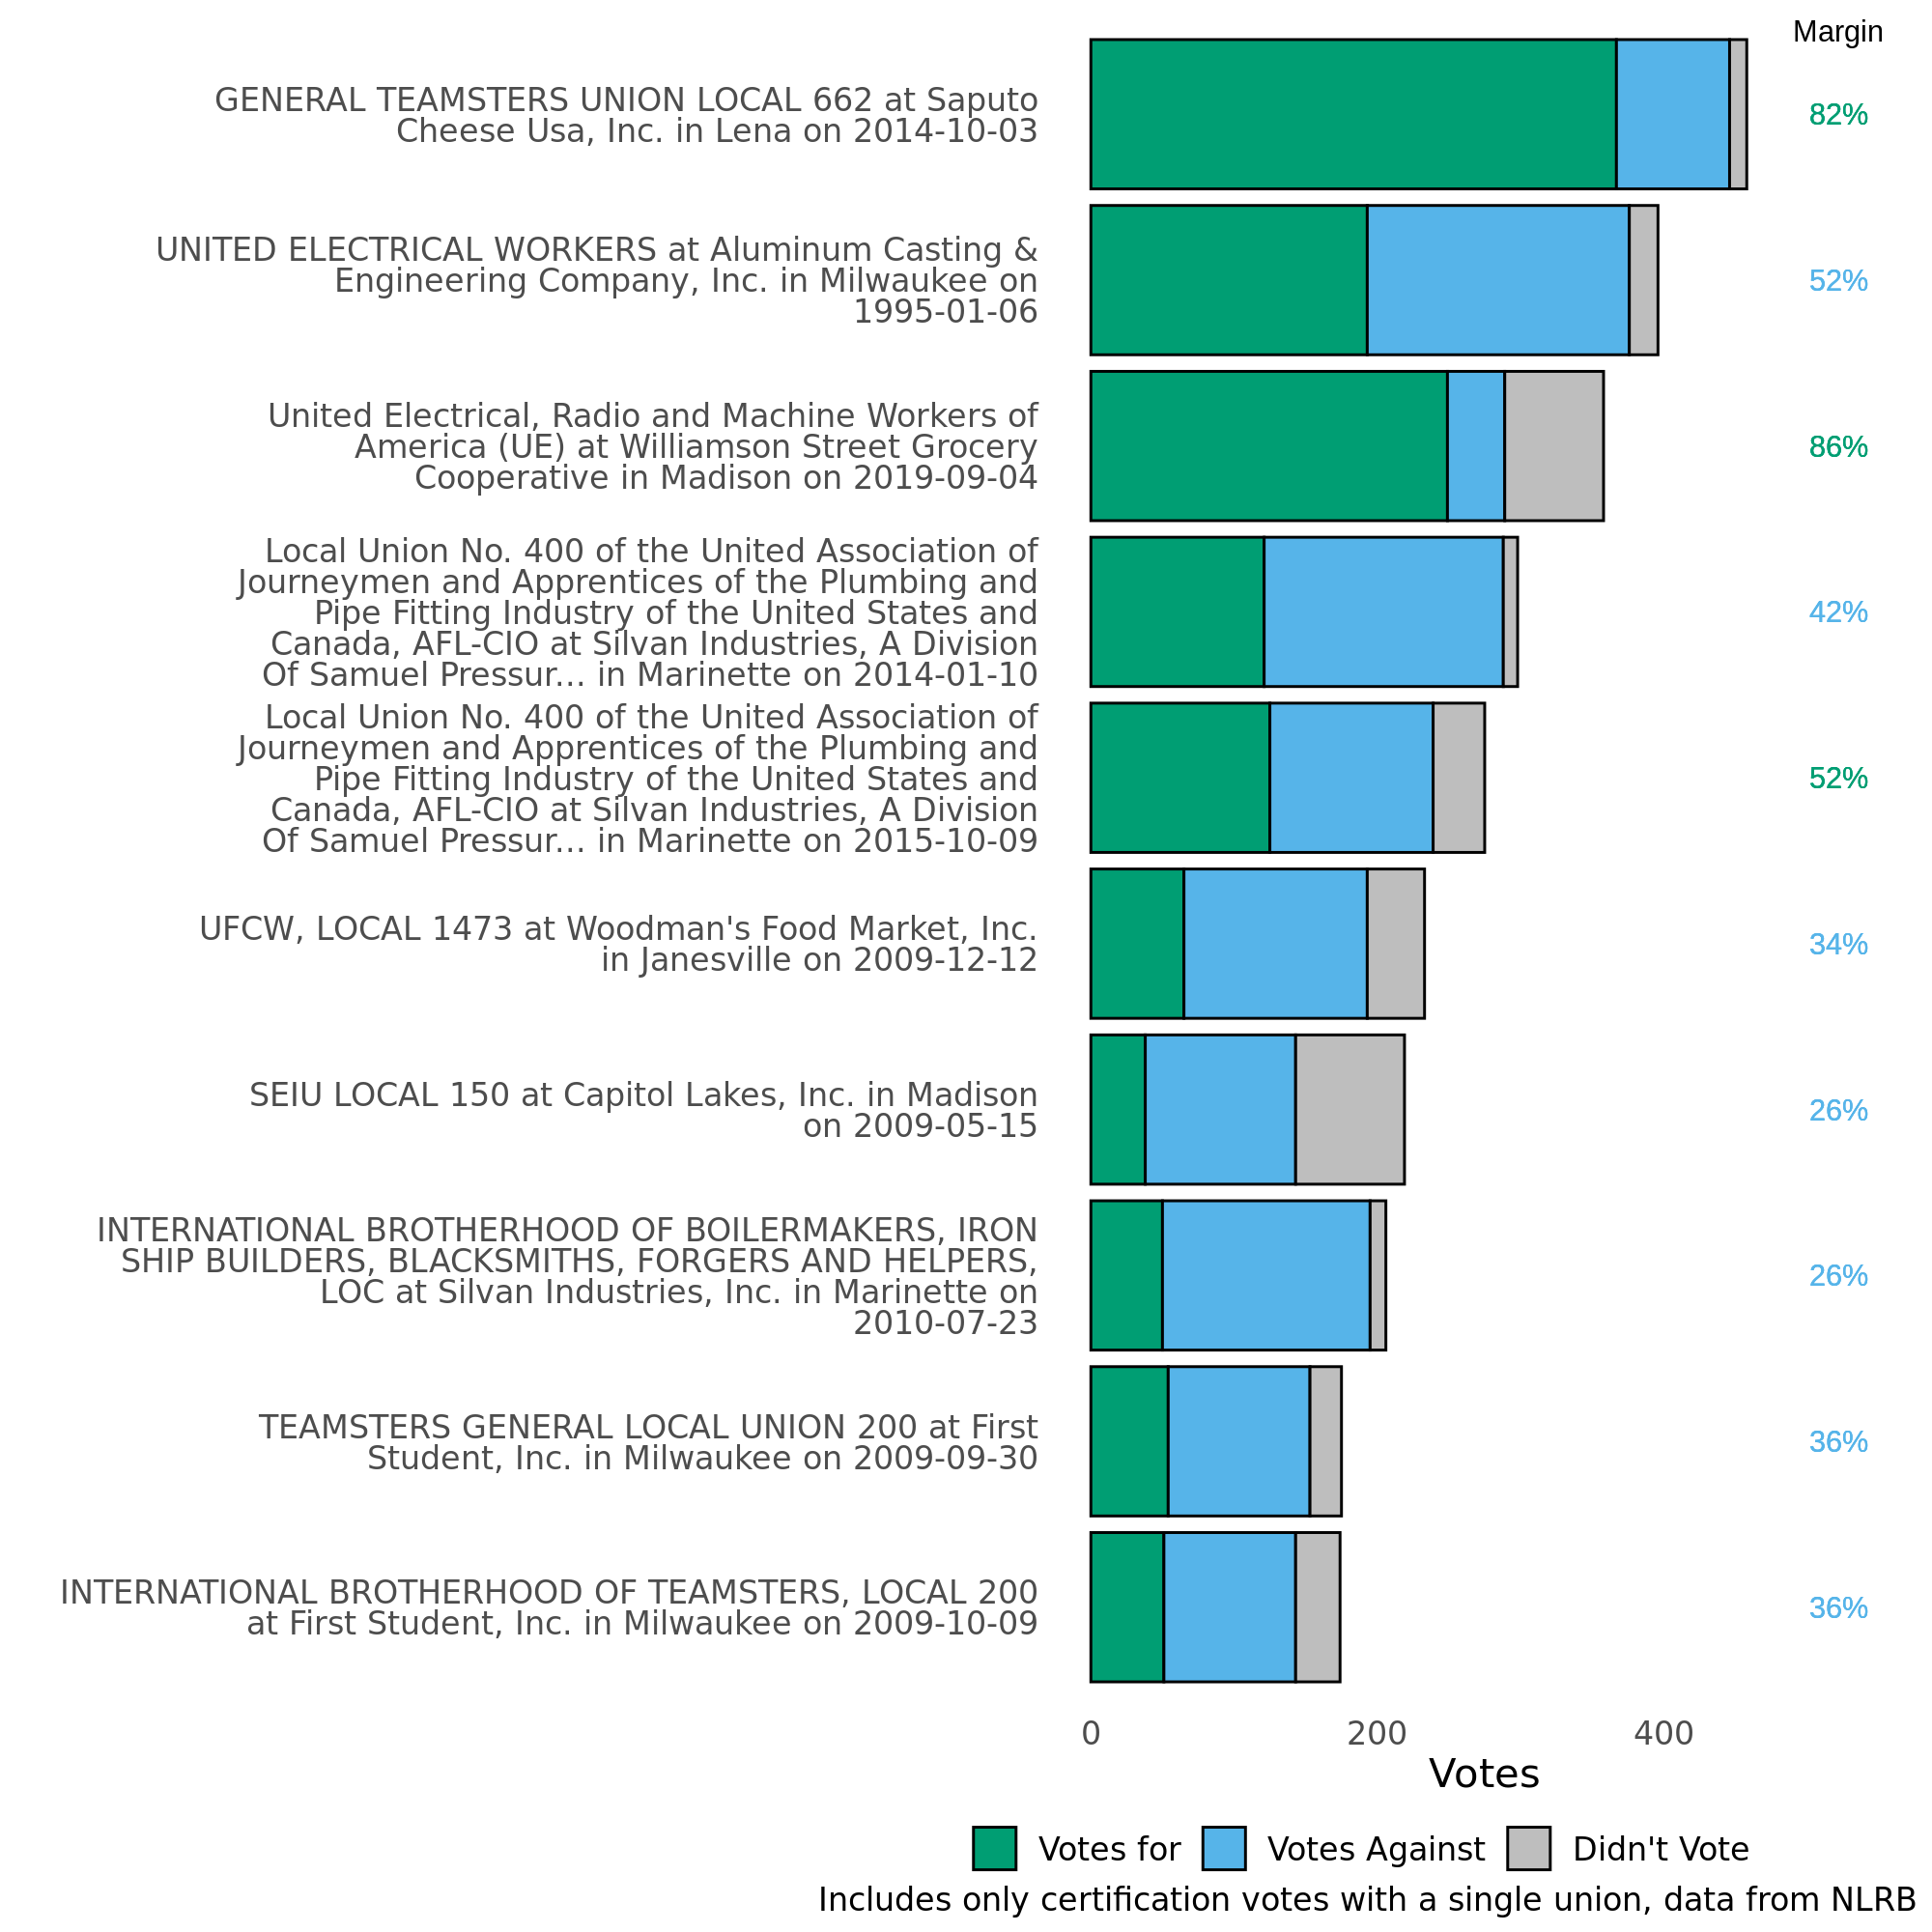 Margin
GENERAL TEAMSTERS UNION LOCAL 662 at Saputo
Cheese Usa, Inc. in Lena on 2014-10-03
82%
UNITED ELECTRICAL WORKERS at Aluminum Casting &
Engineering Company, Inc. in Milwaukee on
1995-01-06
52%
United Electrical, Radio and Machine Workers of
America (UE) at Williamson Street Grocery
Cooperative in Madison on 2019-09-04
86%
Local Union No. 400 of the United Association of
Journeymen and Apprentices of the Plumbing and
Pipe Fitting Industry of the United States and
Canada, AFL-CIO at Silvan Industries, A Division
Of Samuel Pressur... in Marinette on 2014-01-10
42%
Local Union No. 400 of the United Association of
Journeymen and Apprentices of the Plumbing and
Pipe Fitting Industry of the United States and
Canada, AFL-CIO at Silvan Industries, A Division
Of Samuel Pressur... in Marinette on 2015-10-09
52%
UFCW, LOCAL 1473 at Woodman's Food Market, Inc.
in Janesville on 2009-12-12
34%
SEIU LOCAL 150 at Capitol Lakes, Inc. in Madison
on 2009-05-15
26%
INTERNATIONAL BROTHERHOOD OF BOILERMAKERS, IRON
SHIP BUILDERS, BLACKSMITHS, FORGERS AND HELPERS,
LOC at Silvan Industries, Inc. in Marinette on
2010-07-23
26%
TEAMSTERS GENERAL LOCAL UNION 200 at First
Student, Inc. in Milwaukee on 2009-09-30
36%
INTERNATIONAL BROTHERHOOD OF TEAMSTERS, LOCAL 200
at First Student, Inc. in Milwaukee on 2009-10-09
36%
0 200 400
Votes
Votes for Votes Against Didn't Vote
Includes only certification votes with a single union, data from NLRB